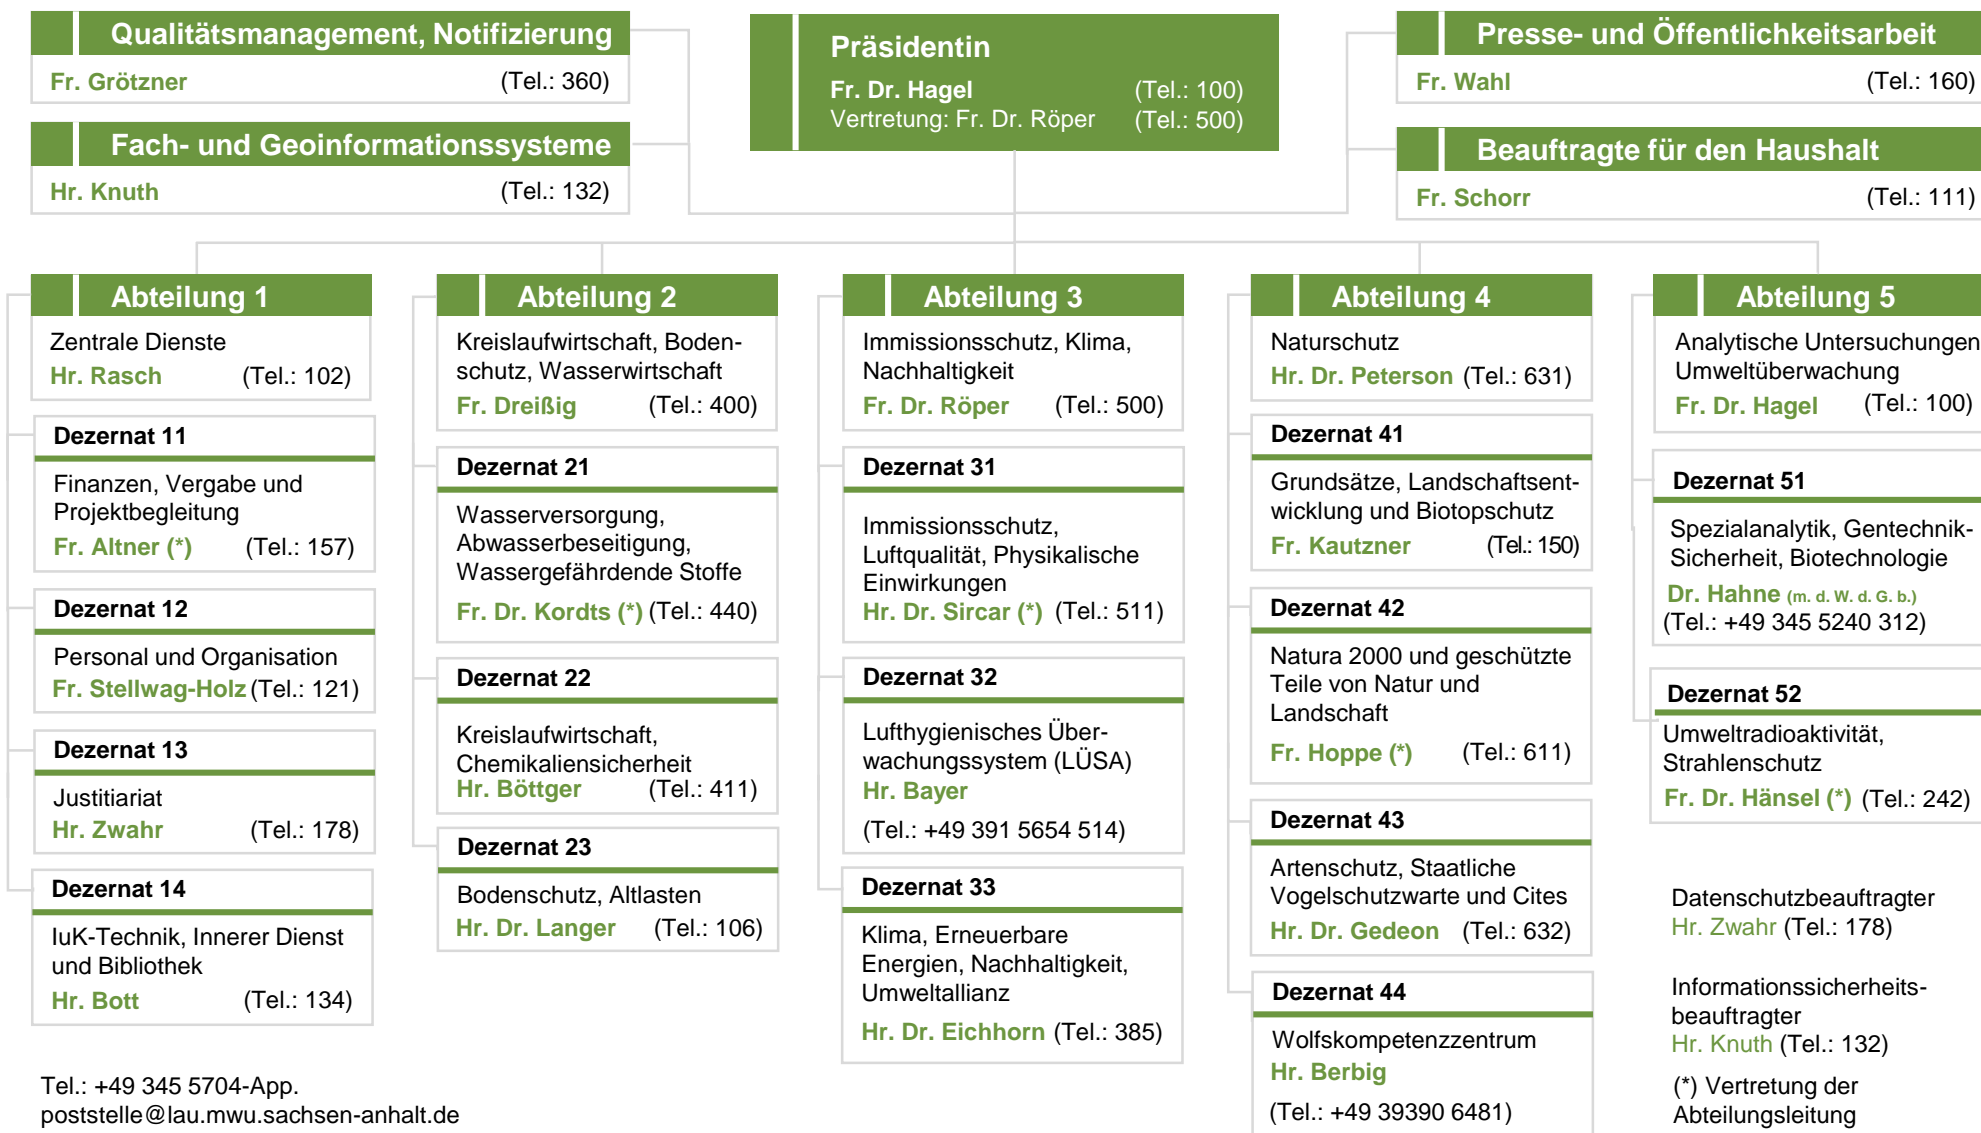 Qualitätsmanagement, Notifizierung
Fr. Grötzner (Tel.: 360)
Fach- und Geoinformationssysteme
Hr. Knuth (Tel.: 132)
Präsidentin
Fr. Dr. Hagel (Tel.: 100)
Vertretung: Fr. Dr. Röper (Tel.: 500)
Presse- und Öffentlichkeitsarbeit
Fr. Wahl (Tel.: 160)
Beauftragte für den Haushalt
Fr. Schorr (Tel.: 111)
Abteilung 1
Zentrale Dienste
Hr. Rasch (Tel.: 102)
Dezernat 11
Finanzen, Vergabe und
Projektbegleitung
Fr. Altner (*) (Tel.: 157)
Dezernat 12
Personal und Organisation
Fr. Stellwag-Holz (Tel.: 121)
Dezernat 13
Justitiariat
Hr. Zwahr (Tel.: 178)
Dezernat 14
IuK-Technik, Innerer Dienst
und Bibliothek
Hr. Bott (Tel.: 134)
Abteilung 2
Kreislaufwirtschaft, Boden-
schutz, Wasserwirtschaft
Fr. Dreißig (Tel.: 400)
Dezernat 21
Wasserversorgung,
Abwasserbeseitigung,
Wassergefährdende Stoffe
Fr. Dr. Kordts (*) (Tel.: 440)
Dezernat 22
Kreislaufwirtschaft,
Chemikaliensicherheit
Hr. Böttger (Tel.: 411)
Dezernat 23
Bodenschutz, Altlasten
Hr. Dr. Langer (Tel.: 106)
Abteilung 3
Immissionsschutz, Klima,
Nachhaltigkeit
Fr. Dr. Röper (Tel.: 500)
Dezernat 31
Immissionsschutz,
Luftqualität, Physikalische
Einwirkungen
Hr. Dr. Sircar (*) (Tel.: 511)
Dezernat 32
Lufthygienisches Über-
wachungssystem (LÜSA)
Hr. Bayer
(Tel.: +49 391 5654 514)
Dezernat 33
Klima, Erneuerbare
Energien, Nachhaltigkeit,
Umweltallianz
Hr. Dr. Eichhorn (Tel.: 385)
Abteilung 4
Naturschutz
Hr. Dr. Peterson (Tel.: 631)
Dezernat 41
Grundsätze, Landschaftsent-
wicklung und Biotopschutz
Fr. Kautzner (Tel.: 150)
Dezernat 42
Natura 2000 und geschützte
Teile von Natur und
Landschaft
Fr. Hoppe (*) (Tel.: 611)
Dezernat 43
Artenschutz, Staatliche
Vogelschutzwarte und Cites
Hr. Dr. Gedeon (Tel.: 632)
Dezernat 44
Wolfskompetenzzentrum
Hr. Berbig
(Tel.: +49 39390 6481)
Abteilung 5
Analytische Untersuchungen
Umweltüberwachung
Fr. Dr. Hagel (Tel.: 100)
Dezernat 51
Spezialanalytik, Gentechnik-
Sicherheit, Biotechnologie
Dr. Hahne (m. d. W. d. G. b.)
(Tel.: +49 345 5240 312)
Dezernat 52
Umweltradioaktivität,
Strahlenschutz
Fr. Dr. Hänsel (*) (Tel.: 242)
Datenschutzbeauftragter
Hr. Zwahr (Tel.: 178)
Informationssicherheits-
beauftragter
Hr. Knuth (Tel.: 132)
(*) Vertretung der
Abteilungsleitung
Tel.: +49 345 5704-App.
poststelle@lau.mwu.sachsen-anhalt.de